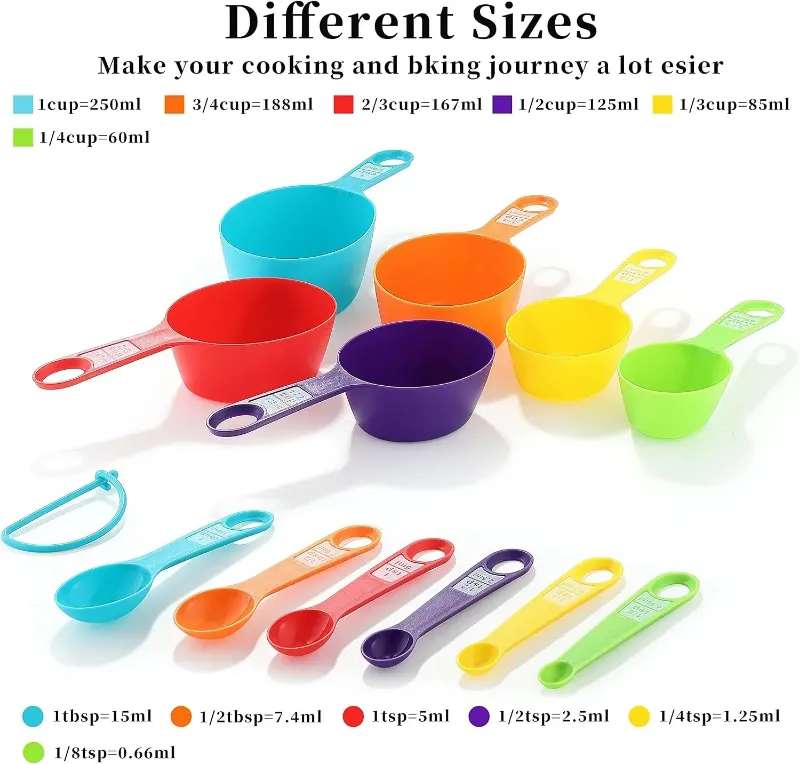 Different Sizes
Make your cooking and bking journey a lot esier
1cup=250ml 3/4cup=188ml 2/3cup=167ml 1/2cup=125ml 1/3cup=85ml
1/4cup=60ml
1tbsp=15ml 1/2tbsp=7.4ml 1tsp=5ml 1/2tsp=2.5ml 1/4tsp=1.25ml
1/8tsp=0.66ml